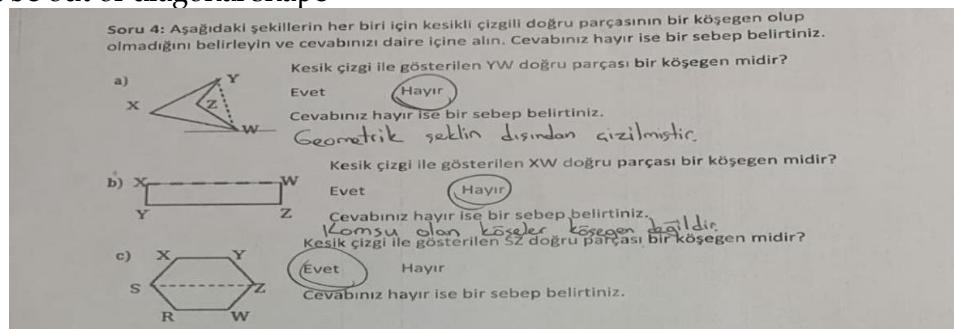 Soru 4: Aşağıdaki şekillerin her biri için kesikli çizgili doğru parçasının bir köşegen olup
olmadığını belirleyin ve cevabınızı daire içine alın. Cevabınız hayır ise bir sebep belirtiniz.
Kesik çizgi ile gösterilen YW doğru parçası bir köşegen midir?
a)
Y
Evet
Hayır
X
Z
Cevabınız hayır ise bir sebep belirtiniz.
W
Geometrik şeklin dışından çizilmiştir.
Kesik çizgi ile gösterilen XW doğru parçası bir köşegen midir?
b) X
W
Evet
Hayır
Y
Z
Cevabınız hayır ise bir sebep belirtiniz.
Komşu olan köşeler köşegen değildir.
Kesik çizgi ile gösterilen SZ doğru parçası bir köşegen midir?
c)
X
Y
Evet
Hayır
S
Z
Cevabınız hayır ise bir sebep belirtiniz.
R
W